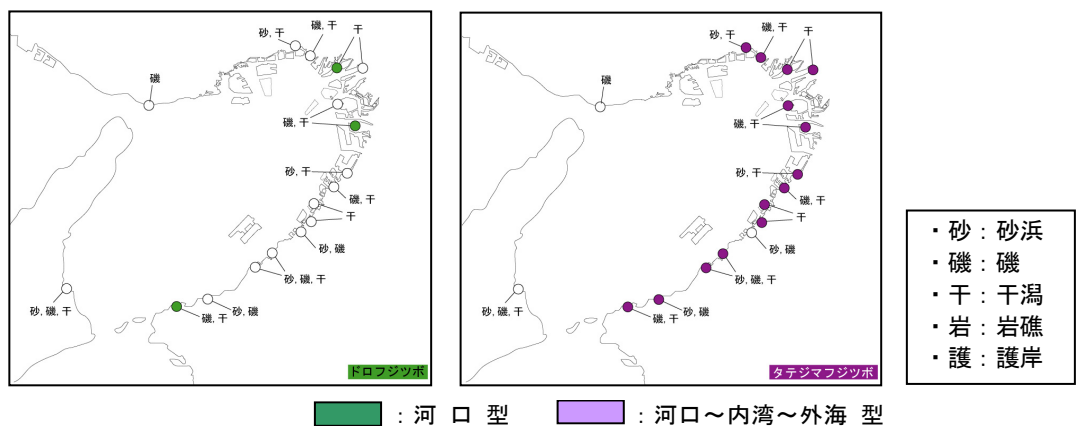 砂, 干
磯, 干
干
磯
磯, 干
砂, 干
磯, 干
干
砂, 磯
砂, 磯, 干
砂, 磯
磯, 干
砂, 磯, 干
ドロフジツボ
砂, 干
磯, 干
干
磯
磯, 干
砂, 干
磯, 干
干
砂, 磯
砂, 磯, 干
砂, 磯
磯, 干
砂, 磯, 干
タテジマフジツボ
・砂：砂浜
・磯：磯
・干：干潟
・岩：岩礁
・護：護岸
：河 口 型
：河口～内湾～外海 型